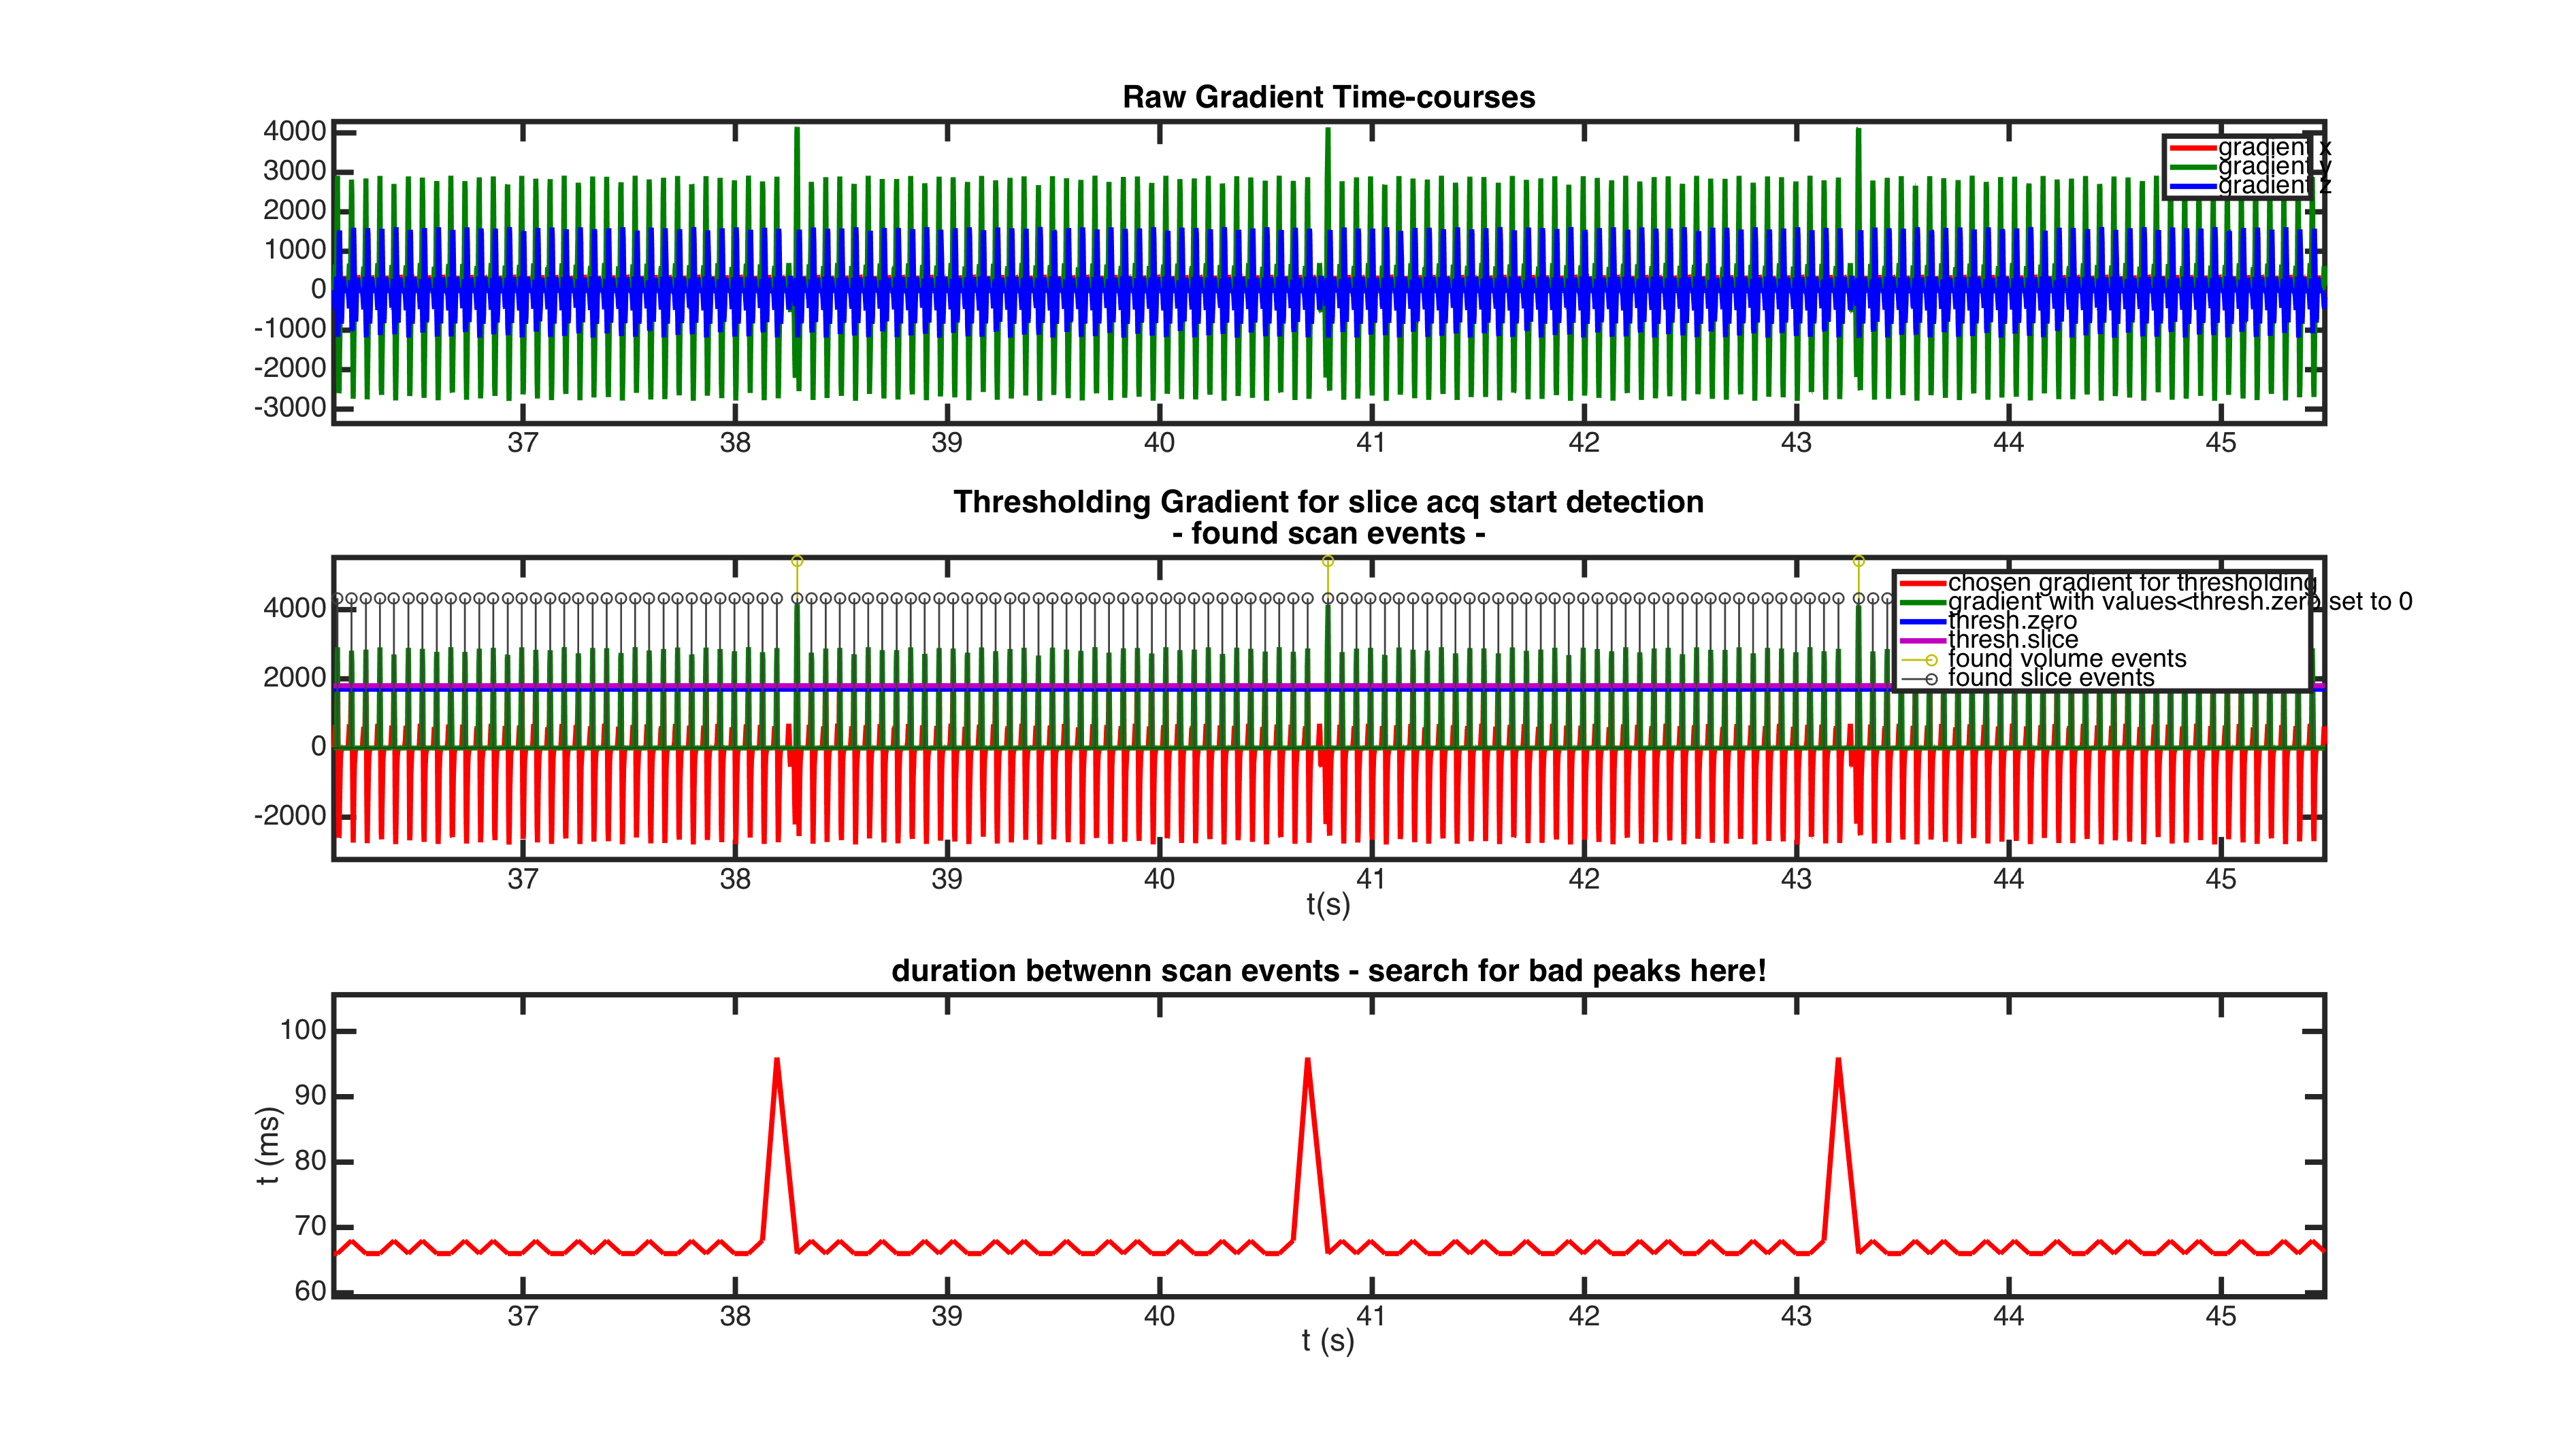 Raw Gradient Time-courses
4000
3000
2000
1000
0
-1000
-2000
-3000
gradient x
gradient y
gradient z
37 38 39 40 41 42 43 44 45
Thresholding Gradient for slice acq start detection
- found scan events -
4000
2000
0
-2000
chosen gradient for thresholding
gradient with values<thresh.zero set to 0
thresh.zero
thresh.slice
found volume events
found slice events
37 38 39 40 41 42 43 44 45
t(s)
duration betwenn scan events - search for bad peaks here!
100
90
80
70
60
t (ms)
37 38 39 40 41 42 43 44 45
t (s)